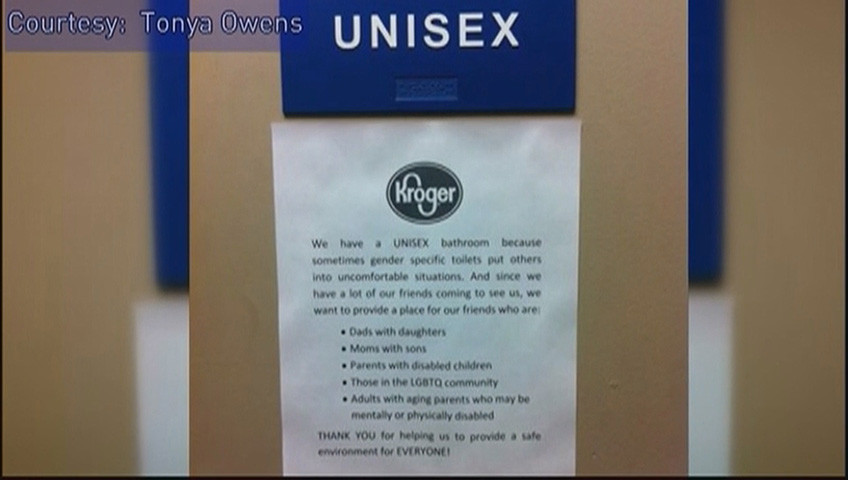 Courtesy: Tonya Owens
UNISEX
Kroger
We have a UNISEX bathroom because
sometimes gender specific toilets put others
into uncomfortable situations. And since we
have a lot of our friends coming to see us, we
want to provide a place for our friends who are:
• Dads with daughters
• Moms with sons
• Parents with disabled children
• Those in the LGBTQ community
• Adults with aging parents who may be
mentally or physically disabled
THANK YOU for helping us to provide a safe
environment for EVERYONE!